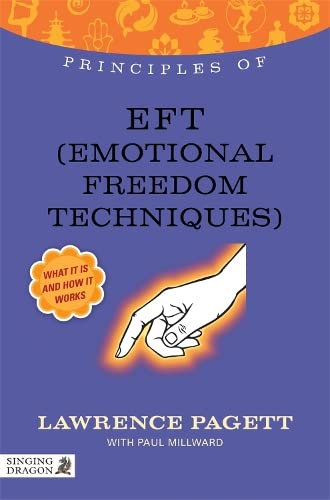 PRINCIPLES OF
EFT
(EMOTIONAL
FREEDOM
TECHNIQUES)
WHAT IT IS
AND HOW IT
WORKS
LAWRENCE PAGETT
WITH PAUL MILLWARD
SINGING
DRAGON